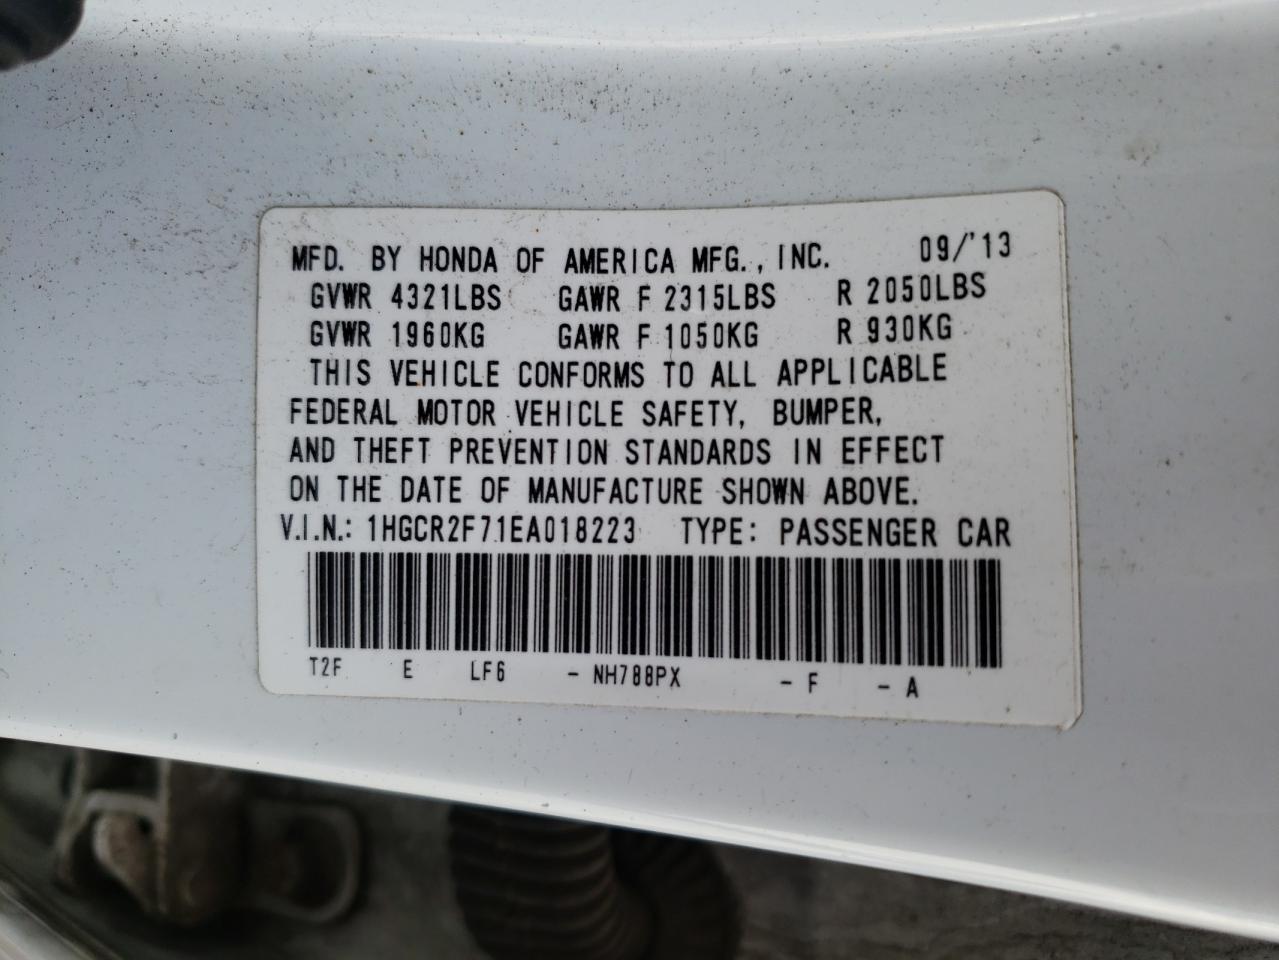 MFD. BY HONDA OF AMERICA MFG., INC. 09/'13
GVWR 4321LBS GAWR F 2315LBS R 2050LBS
GVWR 1960KG GAWR F 1050KG R 930KG
THIS VEHICLE CONFORMS TO ALL APPLICABLE
FEDERAL MOTOR VEHICLE SAFETY, BUMPER,
AND THEFT PREVENTION STANDARDS IN EFFECT
ON THE DATE OF MANUFACTURE SHOWN ABOVE.
V.I.N.: 1HGCR2F71EA018223 TYPE: PASSENGER CAR
T2F E LF6 - NH788PX - F - A